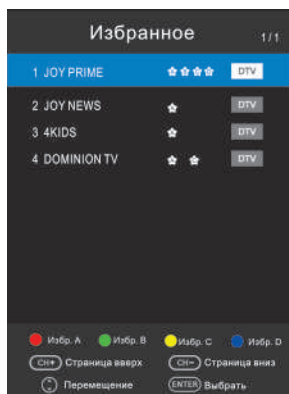 Избранное 1/1
1 JOY PRIME DTV
2 JOY NEWS DTV
3 4KIDS DTV
4 DOMINION TV DTV
Избр. A Избр. B Избр. C Избр. D
CH+ Страница вверх CH- Страница вниз
Перемещение ENTER Выбрать